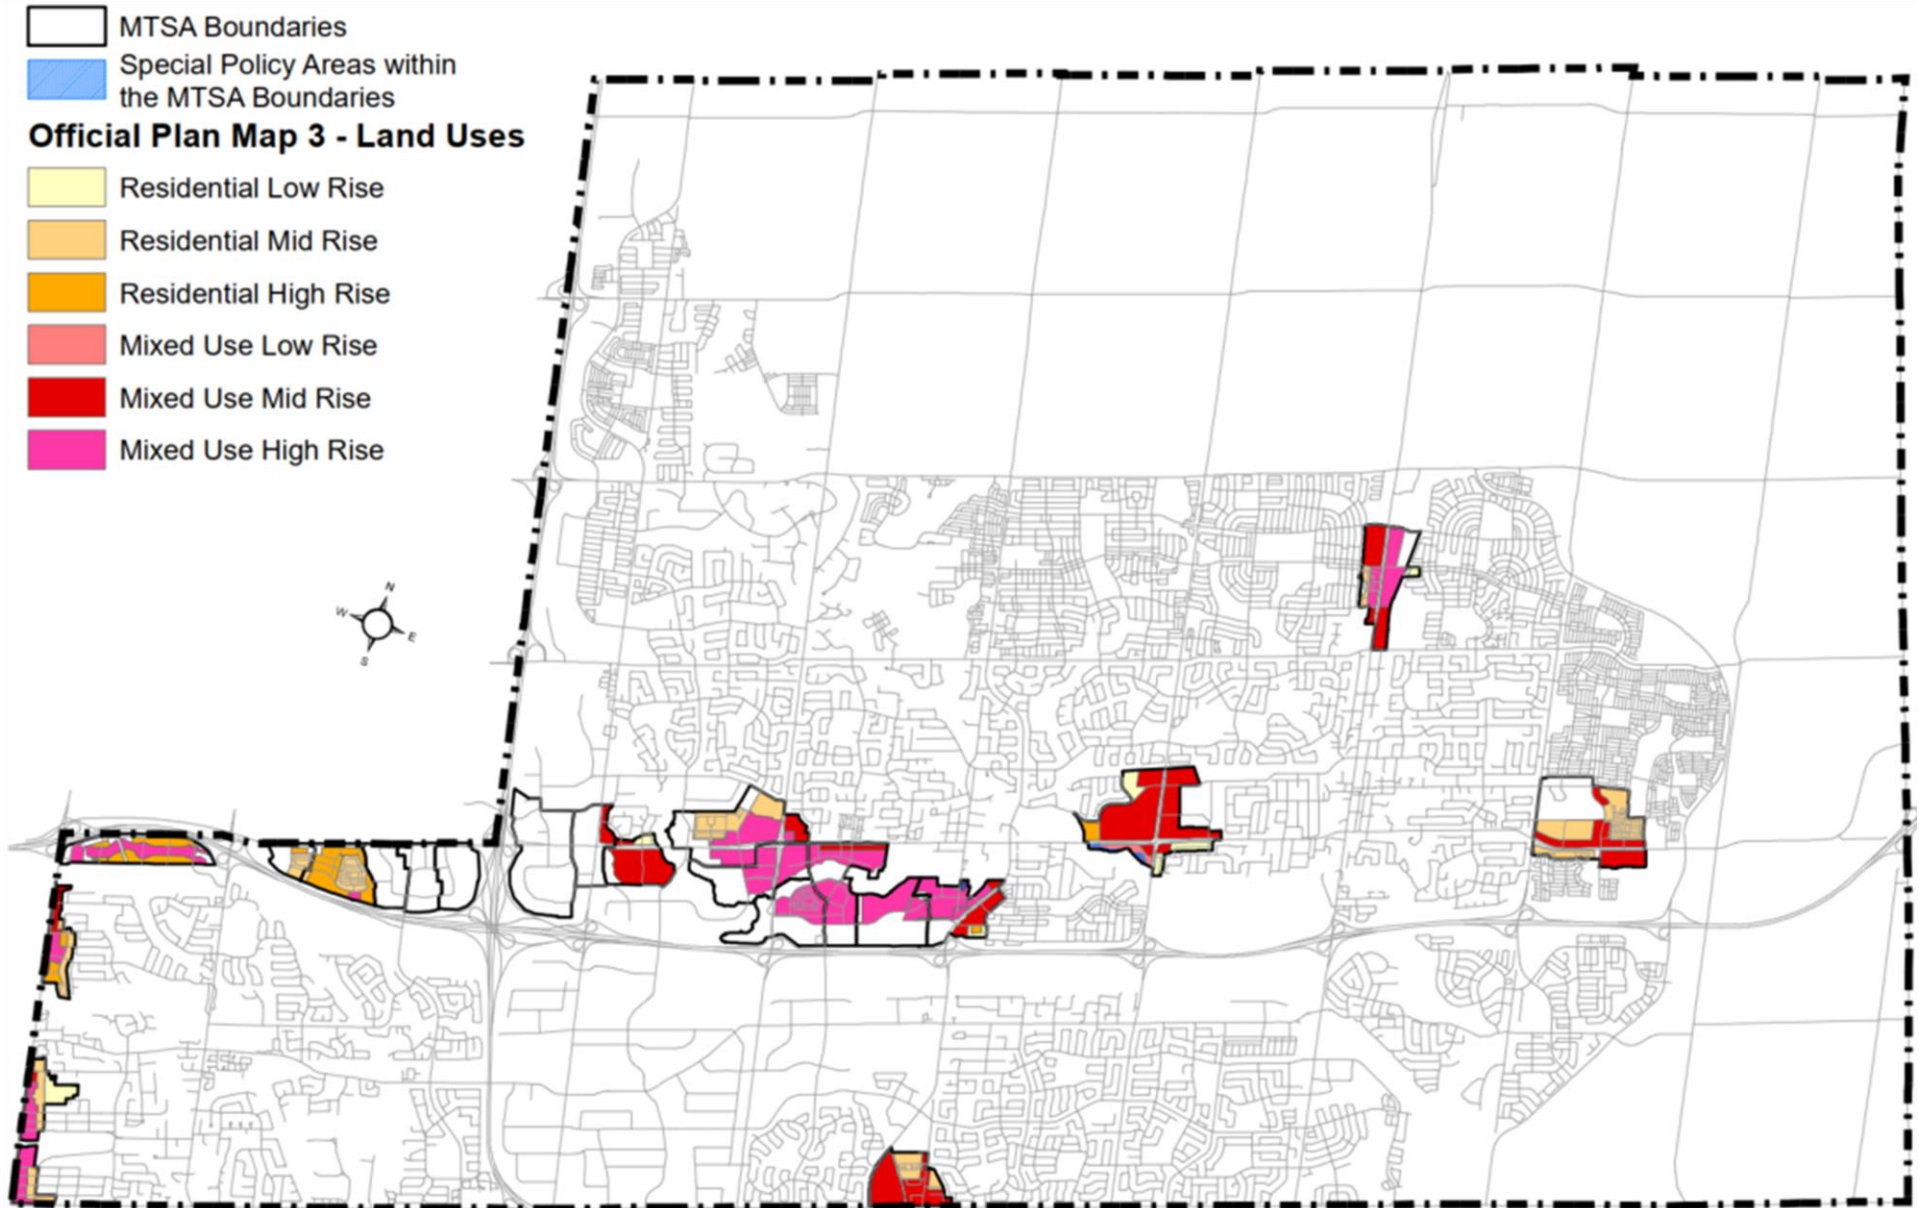 MTSA Boundaries
Special Policy Areas within
the MTSA Boundaries
Official Plan Map 3 - Land Uses
Residential Low Rise
Residential Mid Rise
Residential High Rise
Mixed Use Low Rise
Mixed Use Mid Rise
Mixed Use High Rise
N
W
E
S